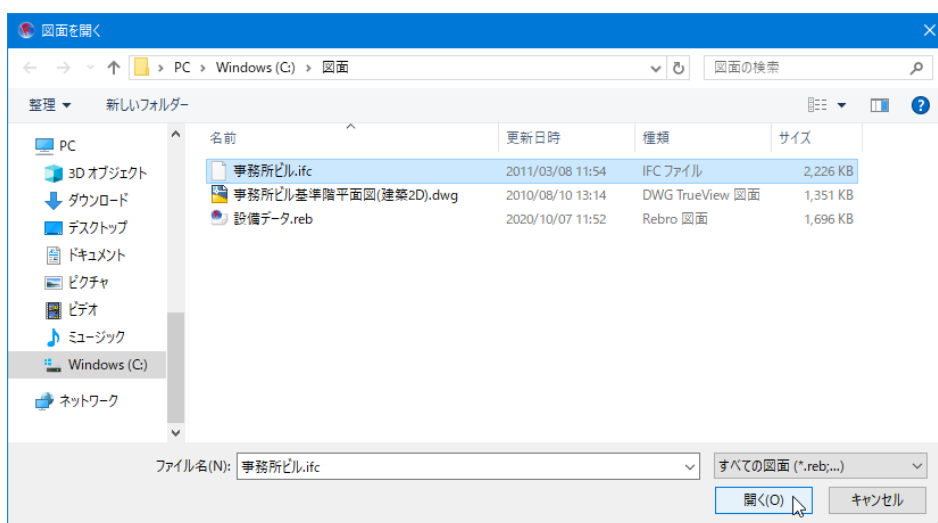 図面を開く
PC > Windows (C:) > 図面
図面の検索
整理 新しいフォルダー
名前 更新日時 種類 サイズ
PC
3D オブジェクト
ダウンロード
デスクトップ
ドキュメント
ピクチャ
ビデオ
ミュージック
Windows (C:)
ネットワーク
事務所ビル.ifc 2011/03/08 11:54 IFC ファイル 2,226 KB
事務所ビル基準階平面図(建築2D).dwg 2010/08/10 13:14 DWG TrueView 図面 1,351 KB
設備データ.reb 2020/10/07 11:52 Rebro 図面 1,696 KB
ファイル名(N): 事務所ビル.ifc すべての図面 (*.reb;...)
開く(O) キャンセル